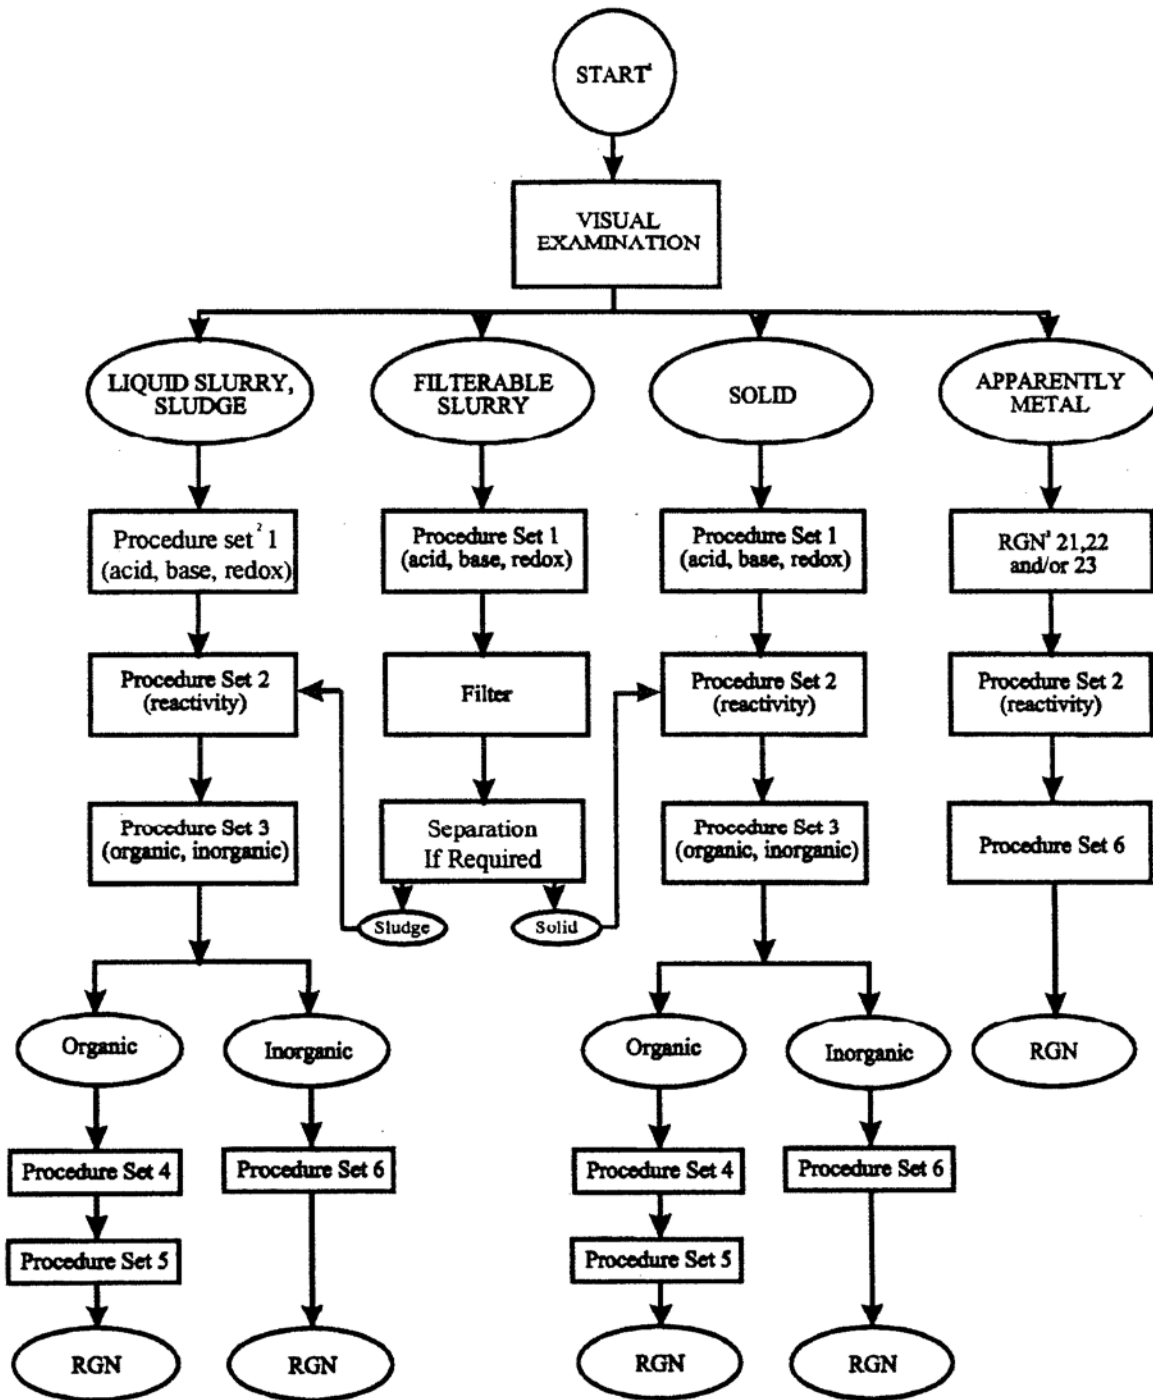 START¹
VISUAL
EXAMINATION
LIQUID SLURRY,
SLUDGE
FILTERABLE
SLURRY
SOLID
APPARENTLY
METAL
Procedure set² 1
(acid, base, redox)
Procedure Set 1
(acid, base, redox)
Procedure Set 1
(acid, base, redox)
RGN³ 21,22
and/or 23
Procedure Set 2
(reactivity)
Filter
Procedure Set 2
(reactivity)
Procedure Set 2
(reactivity)
Procedure Set 3
(organic, inorganic)
Separation
If Required
Procedure Set 3
(organic, inorganic)
Procedure Set 6
Sludge
Solid
Organic
Inorganic
Organic
Inorganic
RGN
Procedure Set 4
Procedure Set 6
Procedure Set 4
Procedure Set 6
Procedure Set 5
Procedure Set 5
RGN
RGN
RGN
RGN